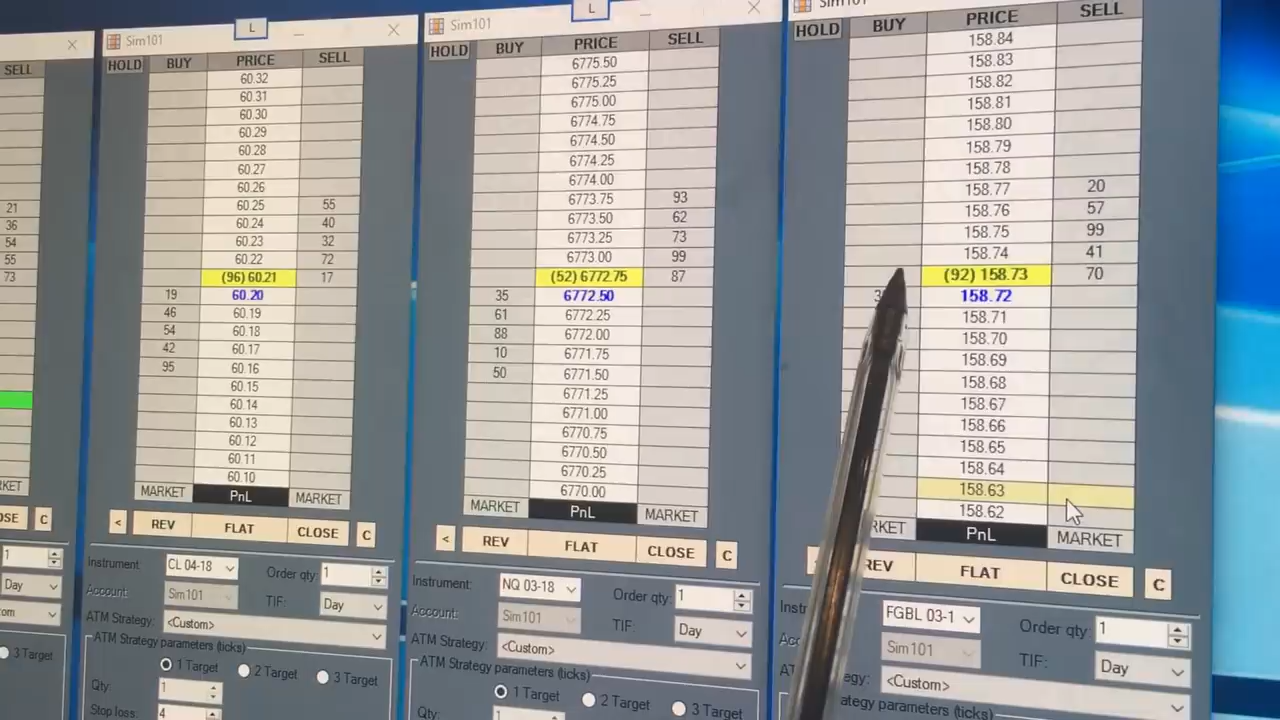 SELL
21
36
54
55
73
KET
OSE C
1
Day
om
3 Target
Sim101 L
HOLD BUY PRICE SELL
60.32
60.31
60.30
60.29
60.28
60.27
60.26
60.25 55
60.24 40
60.23 32
60.22 72
(96) 60.21 17
19 60.20
46 60.19
54 60.18
42 60.17
95 60.16
60.15
60.14
60.13
60.12
60.11
60.10
MARKET PnL MARKET
< REV FLAT CLOSE C
Instrument: CL 04-18 Order qty: 1
Account: Sim101 TIF: Day
ATM Strategy: <Custom>
ATM Strategy parameters (ticks)
1 Target 2 Target 3 Target
Qty: 1
Stop loss: 4
Sim101 L
HOLD BUY PRICE SELL
6775.50
6775.25
6775.00
6774.75
6774.50
6774.25
6774.00
6773.75 93
6773.50 62
6773.25 73
6773.00 99
(52) 6772.75 87
35 6772.50
61 6772.25
88 6772.00
10 6771.75
50 6771.50
6771.25
6771.00
6770.75
6770.50
6770.25
6770.00
MARKET PnL MARKET
< REV FLAT CLOSE C
Instrument: NQ 03-18 Order qty: 1
Account: Sim101 TIF: Day
ATM Strategy: <Custom>
ATM Strategy parameters (ticks)
1 Target 2 Target 3 Target
Qty: 1
Sim101
HOLD BUY PRICE SELL
158.84
158.83
158.82
158.81
158.80
158.79
158.78
158.77 20
158.76 57
158.75 99
158.74 41
(92) 158.73 70
158.72
158.71
158.70
158.69
158.68
158.67
158.66
158.65
158.64
158.63
158.62
RKET PnL MARKET
REV FLAT CLOSE C
Instr FGBL 03-1 Order qty: 1
Acc Sim101 TIF: Day
AT egy: <Custom>
ategy parameters (ticks)